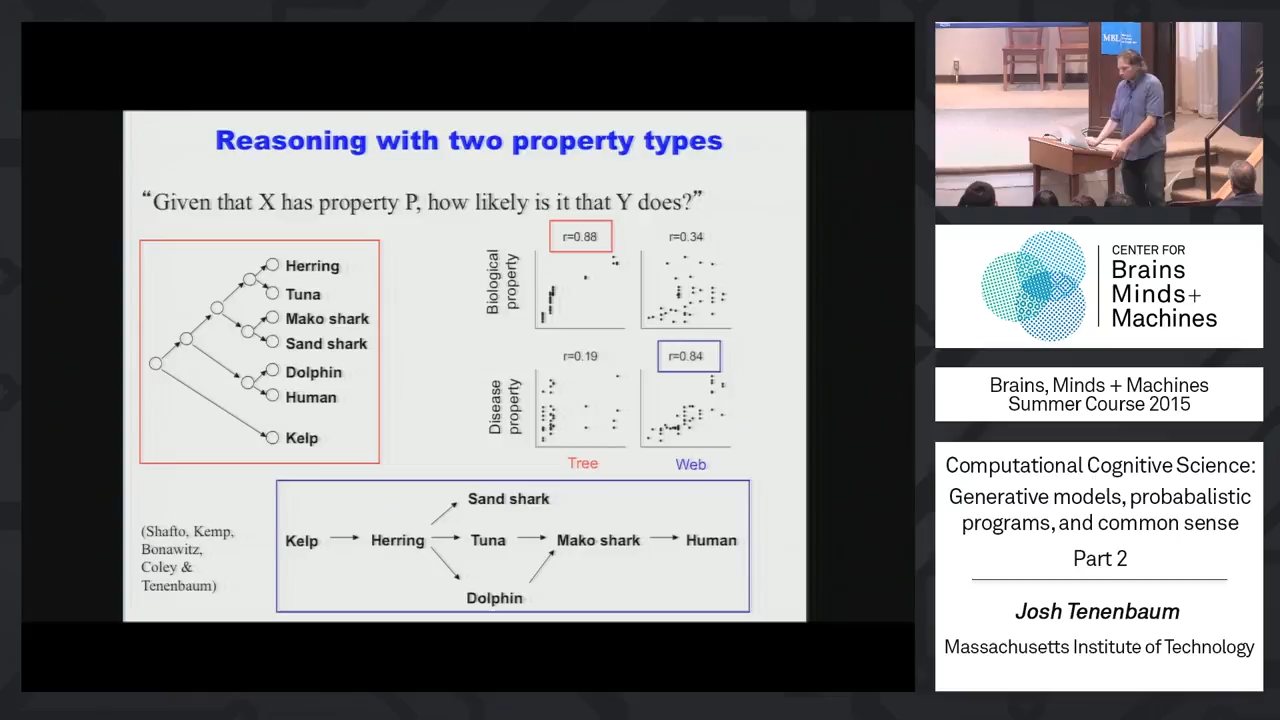 Reasoning with two property types
“Given that X has property P, how likely is it that Y does?”
Herring
Tuna
Mako shark
Sand shark
Dolphin
Human
Kelp
r=0.88
r=0.34
Biological
property
r=0.19
r=0.84
Disease
property
Tree
Web
Kelp
Herring
Sand shark
Tuna
Dolphin
Mako shark
Human
(Shafto, Kemp,
Bonawitz,
Coley &
Tenenbaum)
MBL
CENTER FOR
Brains
Minds+
Machines
Brains, Minds + Machines
Summer Course 2015
Computational Cognitive Science:
Generative models, probabalistic
programs, and common sense
Part 2
Josh Tenenbaum
Massachusetts Institute of Technology